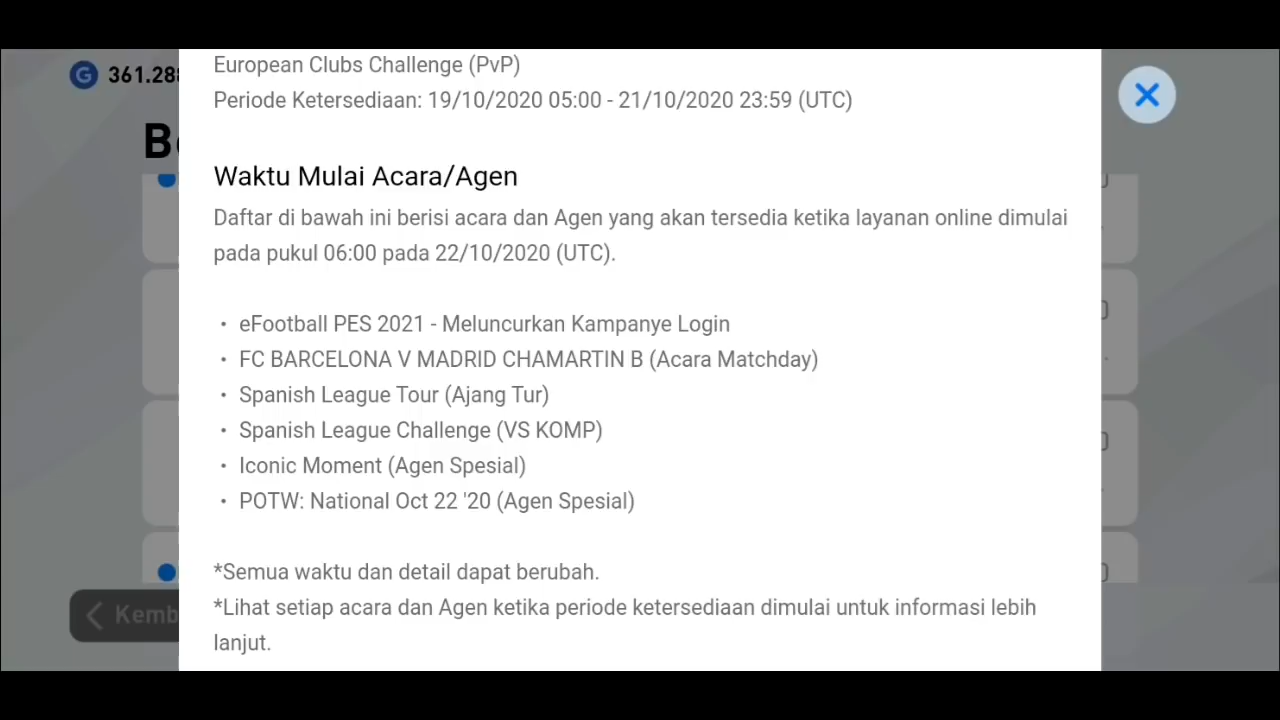 European Clubs Challenge (PvP)
361.288
Periode Ketersediaan: 19/10/2020 05:00 - 21/10/2020 23:59 (UTC)
Waktu Mulai Acara/Agen
Daftar di bawah ini berisi acara dan Agen yang akan tersedia ketika layanan online dimulai
pada pukul 06:00 pada 22/10/2020 (UTC).
• eFootball PES 2021 - Meluncurkan Kampanye Login
• FC BARCELONA V MADRID CHAMARTIN B (Acara Matchday)
• Spanish League Tour (Ajang Tur)
• Spanish League Challenge (VS KOMP)
• Iconic Moment (Agen Spesial)
• POTW: National Oct 22 '20 (Agen Spesial)
*Semua waktu dan detail dapat berubah.
*Lihat setiap acara dan Agen ketika periode ketersediaan dimulai untuk informasi lebih
lanjut.